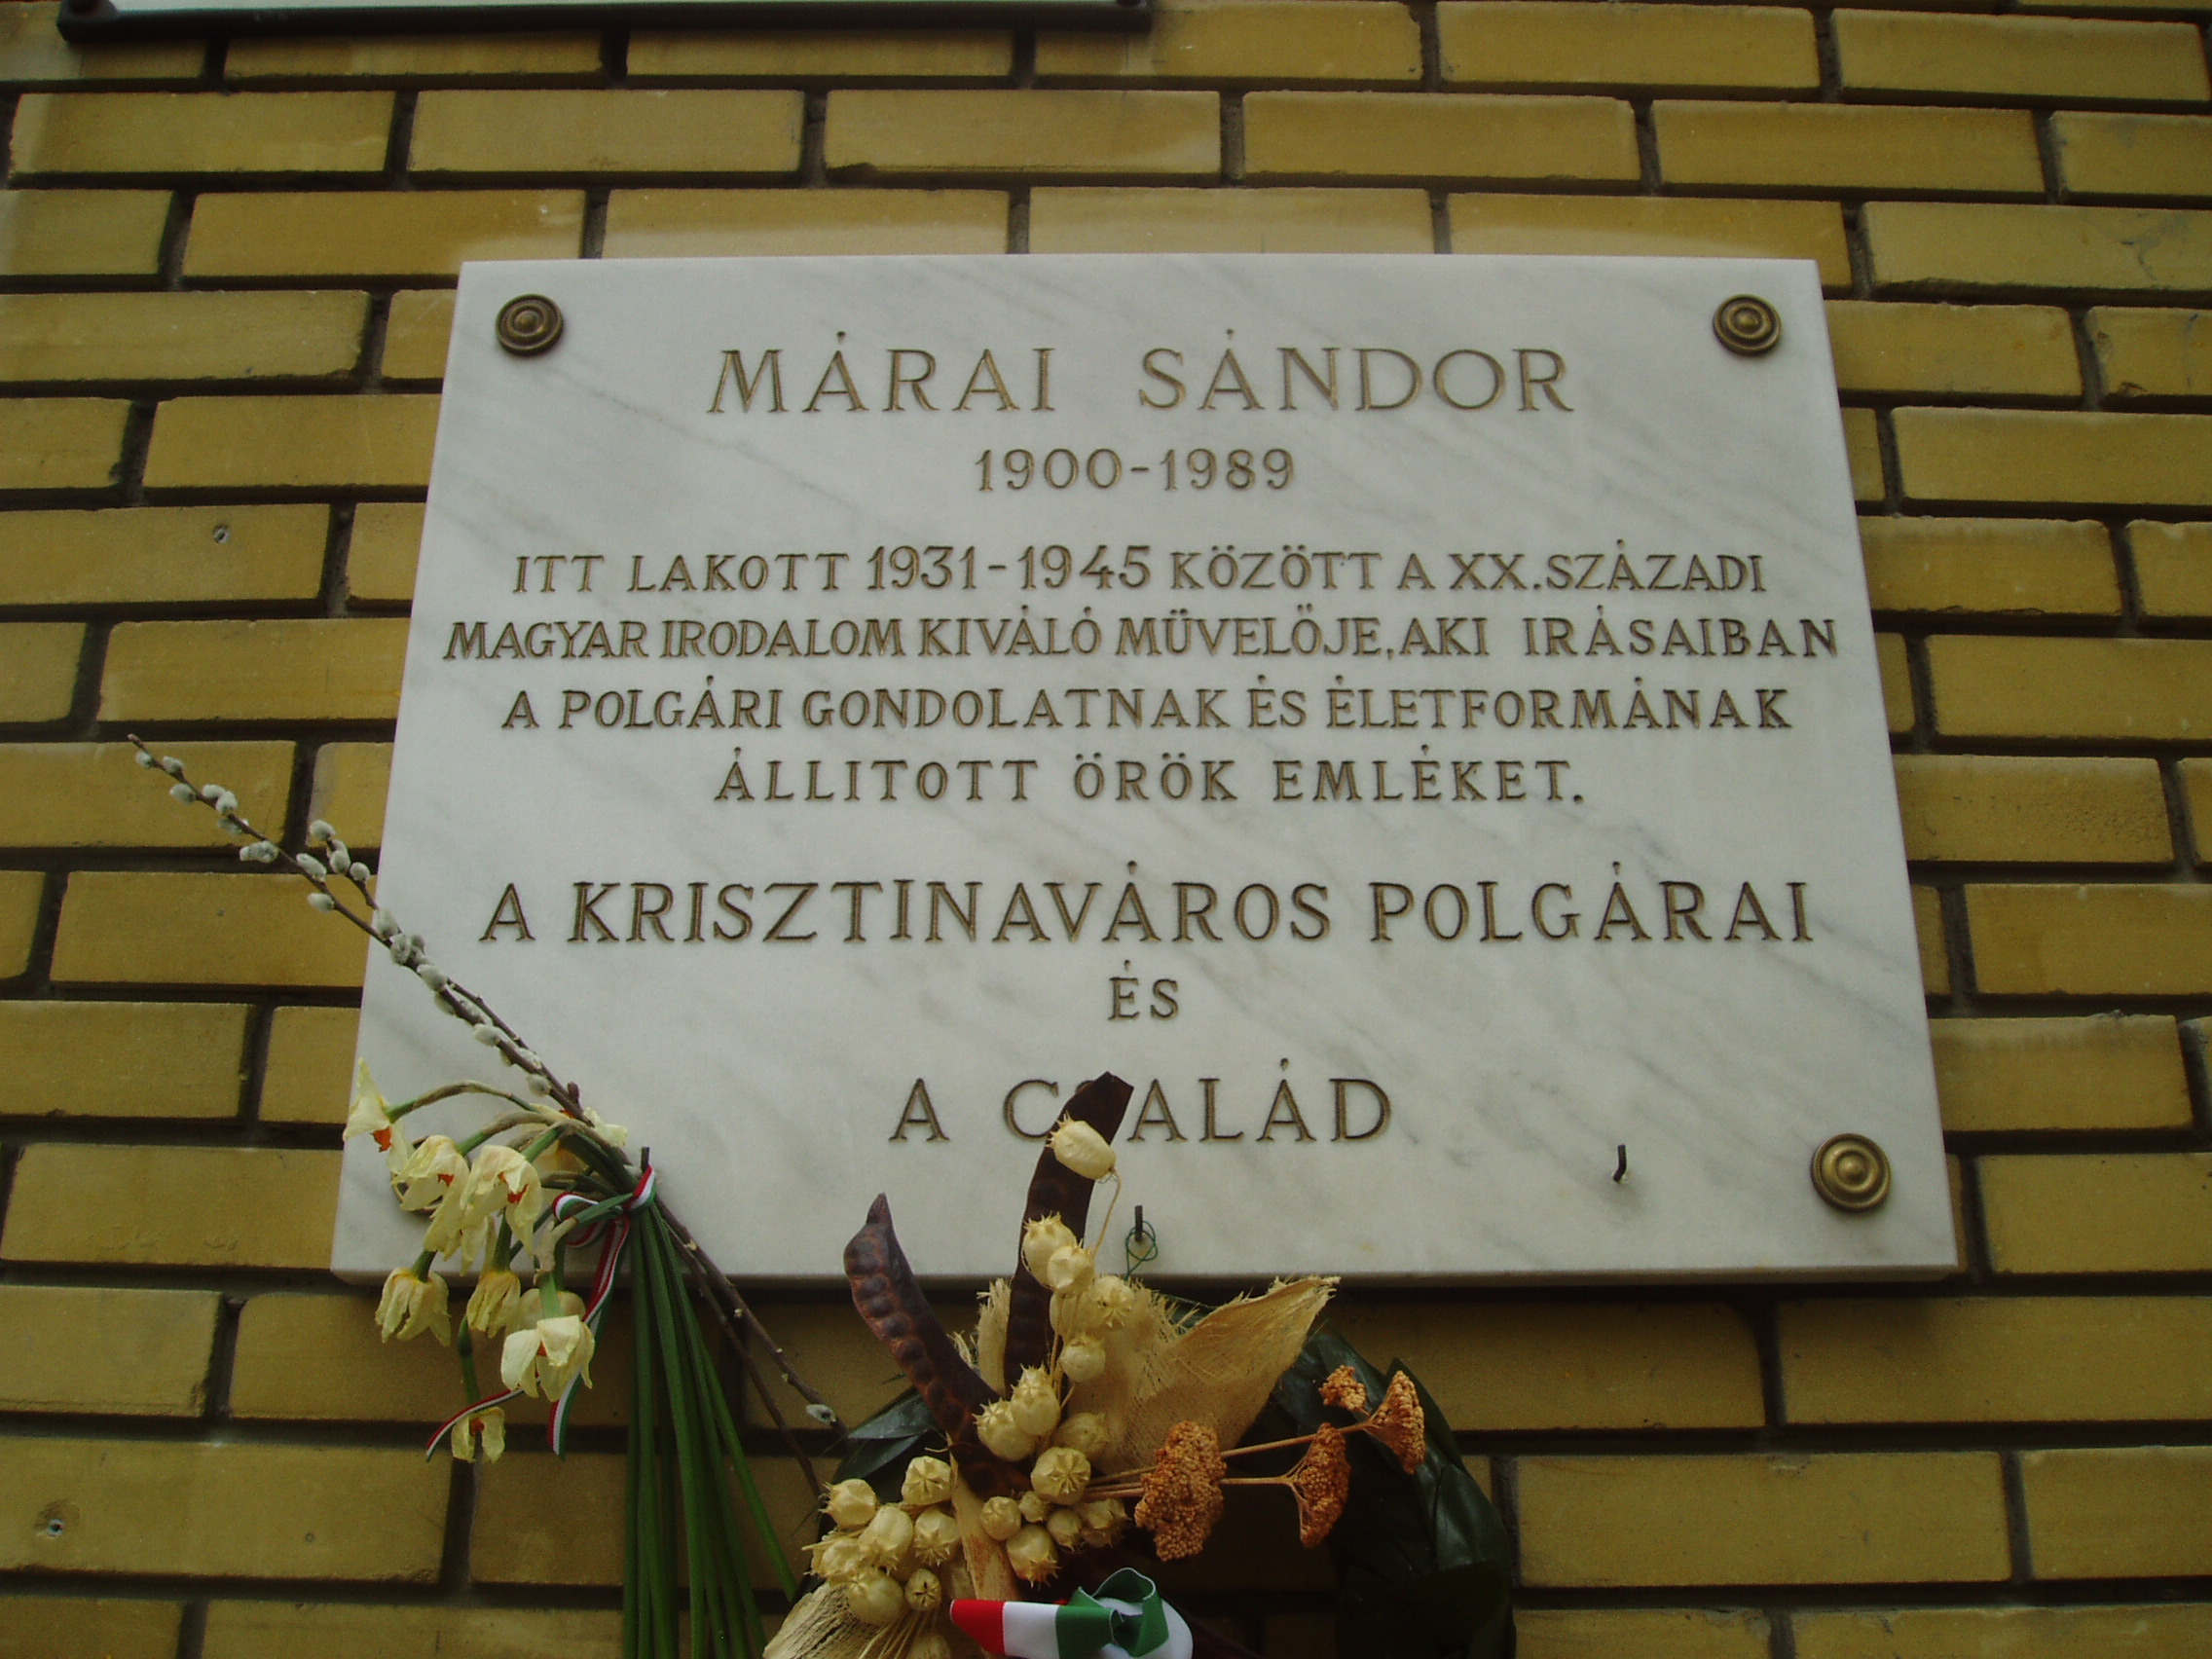 MÁRAI SÁNDOR
1900-1989
ITT LAKOTT 1931-1945 KÖZÖTT A XX. SZÁZADI
MAGYAR IRODALOM KIVÁLÓ MÜVELÖJE, AKI IRÁSAIBAN
A POLGÁRI GONDOLATNAK ÉS ÉLETFORMÁNAK
ÁLLITOTT ÖRÖK EMLÉKET.
A KRISZTINAVÁROS POLGÁRAI
ÉS
A CSALÁD